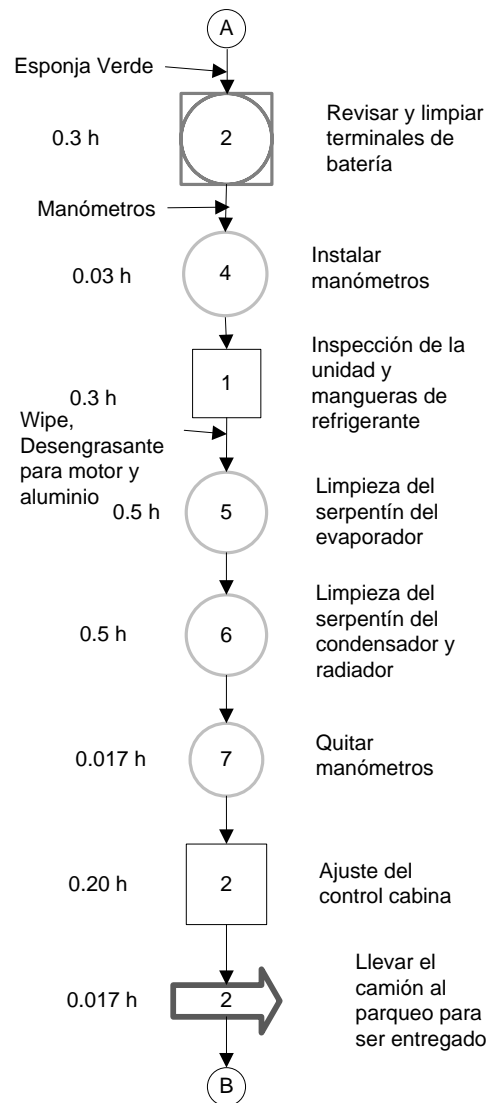 A
Esponja Verde
0.3 h
2
Revisar y limpiar
terminales de
batería
Manómetros
0.03 h
4
Instalar
manómetros
0.3 h
1
Inspección de la
unidad y
mangueras de
refrigerante
Wipe,
Desengrasante
para motor y
aluminio
0.5 h
5
Limpieza del
serpentín del
evaporador
0.5 h
6
Limpieza del
serpentín del
condensador y
radiador
0.017 h
7
Quitar
manómetros
0.20 h
2
Ajuste del
control cabina
0.017 h
2
Llevar el
camión al
parqueo para
ser entregado
B